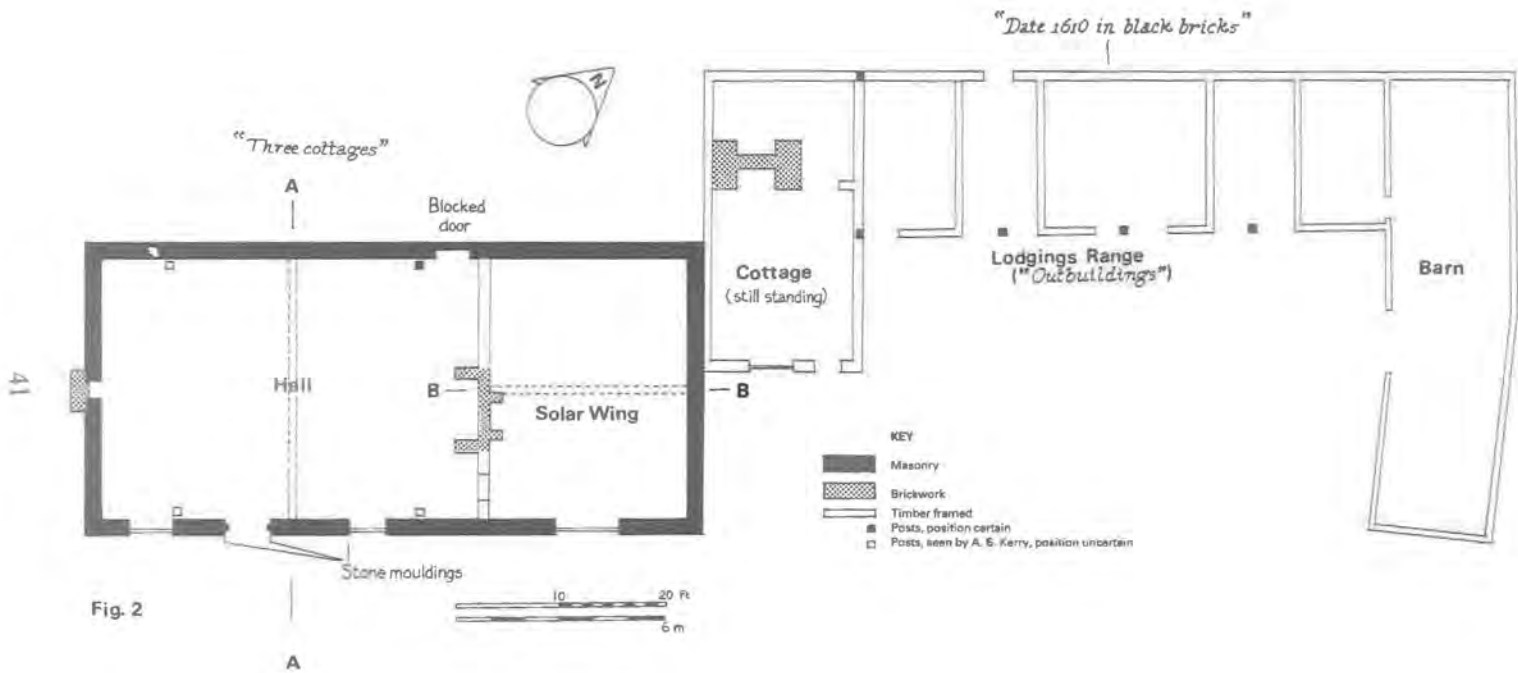 "Date 1610 in black bricks"
N
"Three cottages"
A
Blocked
door
Cottage
(still standing)
Lodgings Range
("Outbuildings")
Barn
Hall
B
B
Solar Wing
41
KEY
Masonry
Brickwork
Timber framed
Posts, position certain
Posts, seen by A. S. Kerry, position uncertain
Stone mouldings
Fig. 2
10 20 Ft
6 m
A